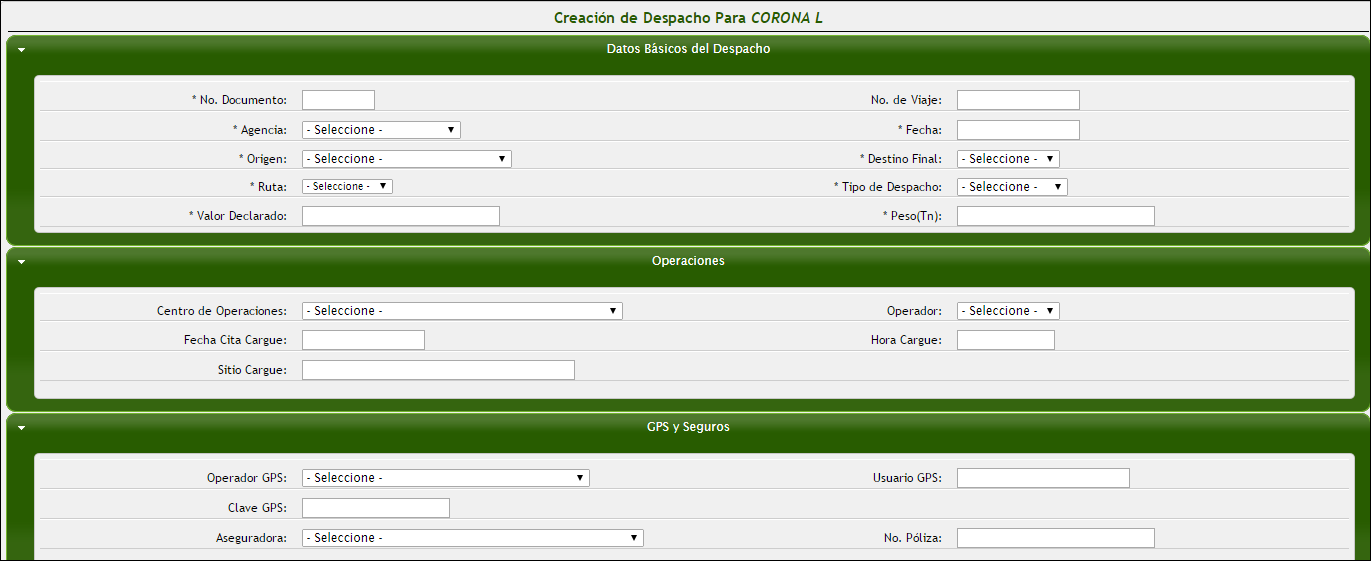 Creación de Despacho Para CORONA L
Datos Básicos del Despacho
* No. Documento: No. de Viaje:
* Agencia: - Seleccione - * Fecha:
* Origen: - Seleccione - * Destino Final: - Seleccione -
* Ruta: - Seleccione - * Tipo de Despacho: - Seleccione -
* Valor Declarado: * Peso(Tn):
Operaciones
Centro de Operaciones: - Seleccione - Operador: - Seleccione -
Fecha Cita Cargue: Hora Cargue:
Sitio Cargue:
GPS y Seguros
Operador GPS: - Seleccione - Usuario GPS:
Clave GPS:
Aseguradora: - Seleccione - No. Póliza: